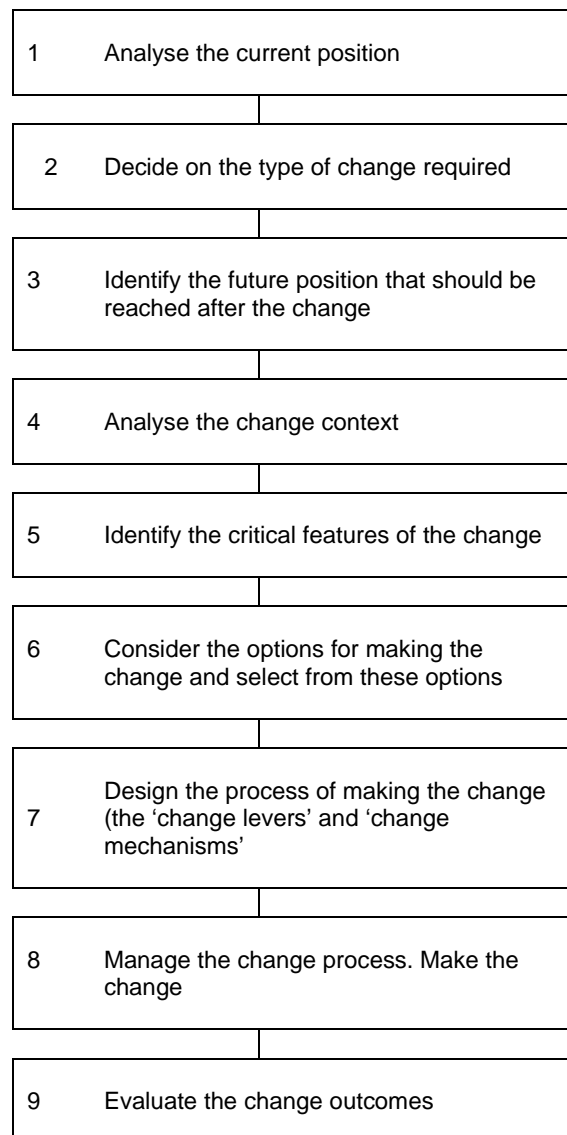 1 Analyse the current position
2 Decide on the type of change required
3 Identify the future position that should be
reached after the change
4 Analyse the change context
5 Identify the critical features of the change
6 Consider the options for making the
change and select from these options
7 Design the process of making the change
(the ‘change levers’ and ‘change
mechanisms’
8 Manage the change process. Make the
change
9 Evaluate the change outcomes